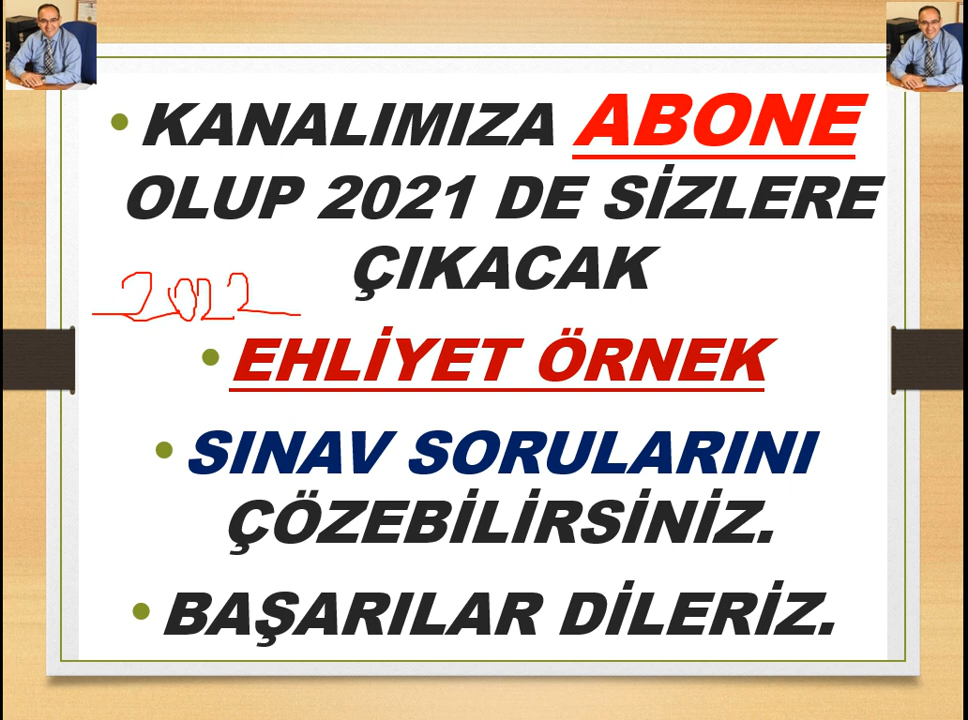 • KANALIMIZA ABONE
OLUP 2021 DE SİZLERE
ÇIKACAK
2022
• EHLİYET ÖRNEK
• SINAV SORULARINI
ÇÖZEBİLİRSİNİZ.
• BAŞARILAR DİLERİZ.